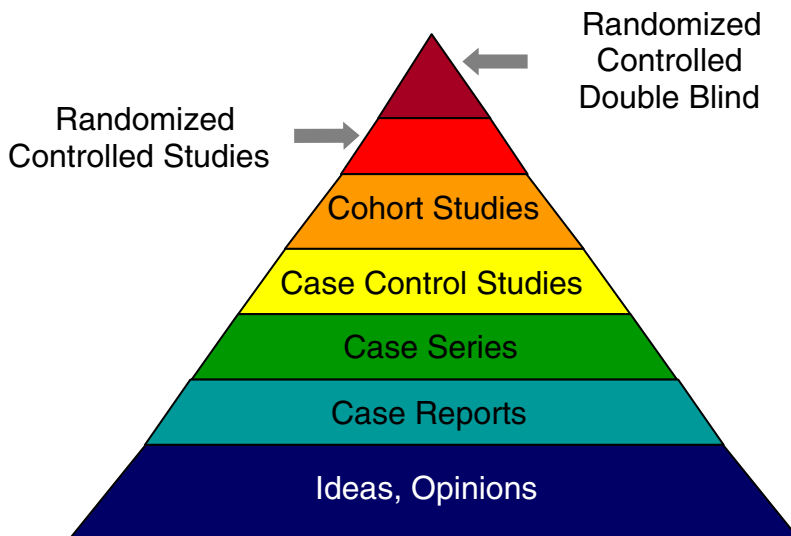 Randomized
Controlled
Double Blind
Randomized
Controlled Studies
Cohort Studies
Case Control Studies
Case Series
Case Reports
Ideas, Opinions